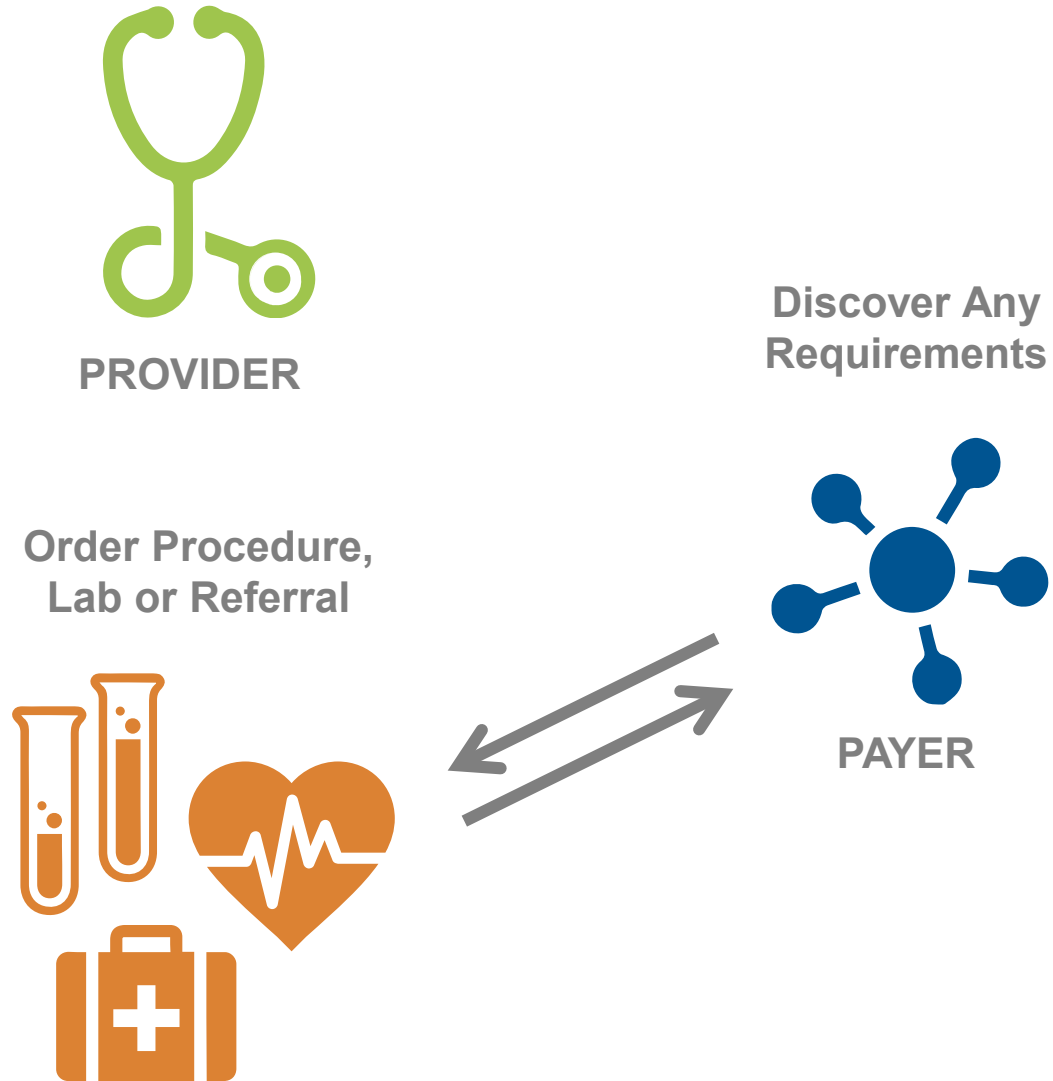 PROVIDER
Discover Any
Requirements
Order Procedure,
Lab or Referral
PAYER